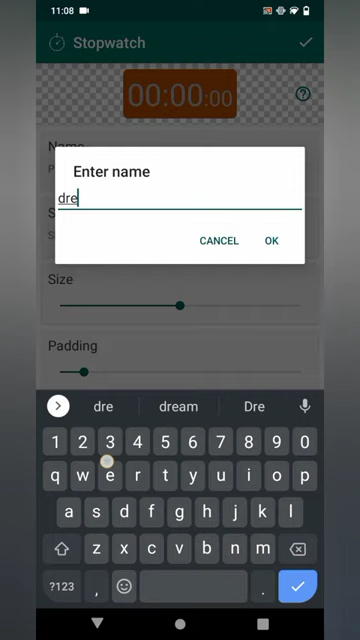 11:08
Stopwatch
00:00:00
Name
Enter name
dre
CANCEL OK
Size
Padding
dre dream Dre
1 2 3 4 5 6 7 8 9 0
q w e r t y u i o p
a s d f g h j k l
z x c v b n m
?123 , .